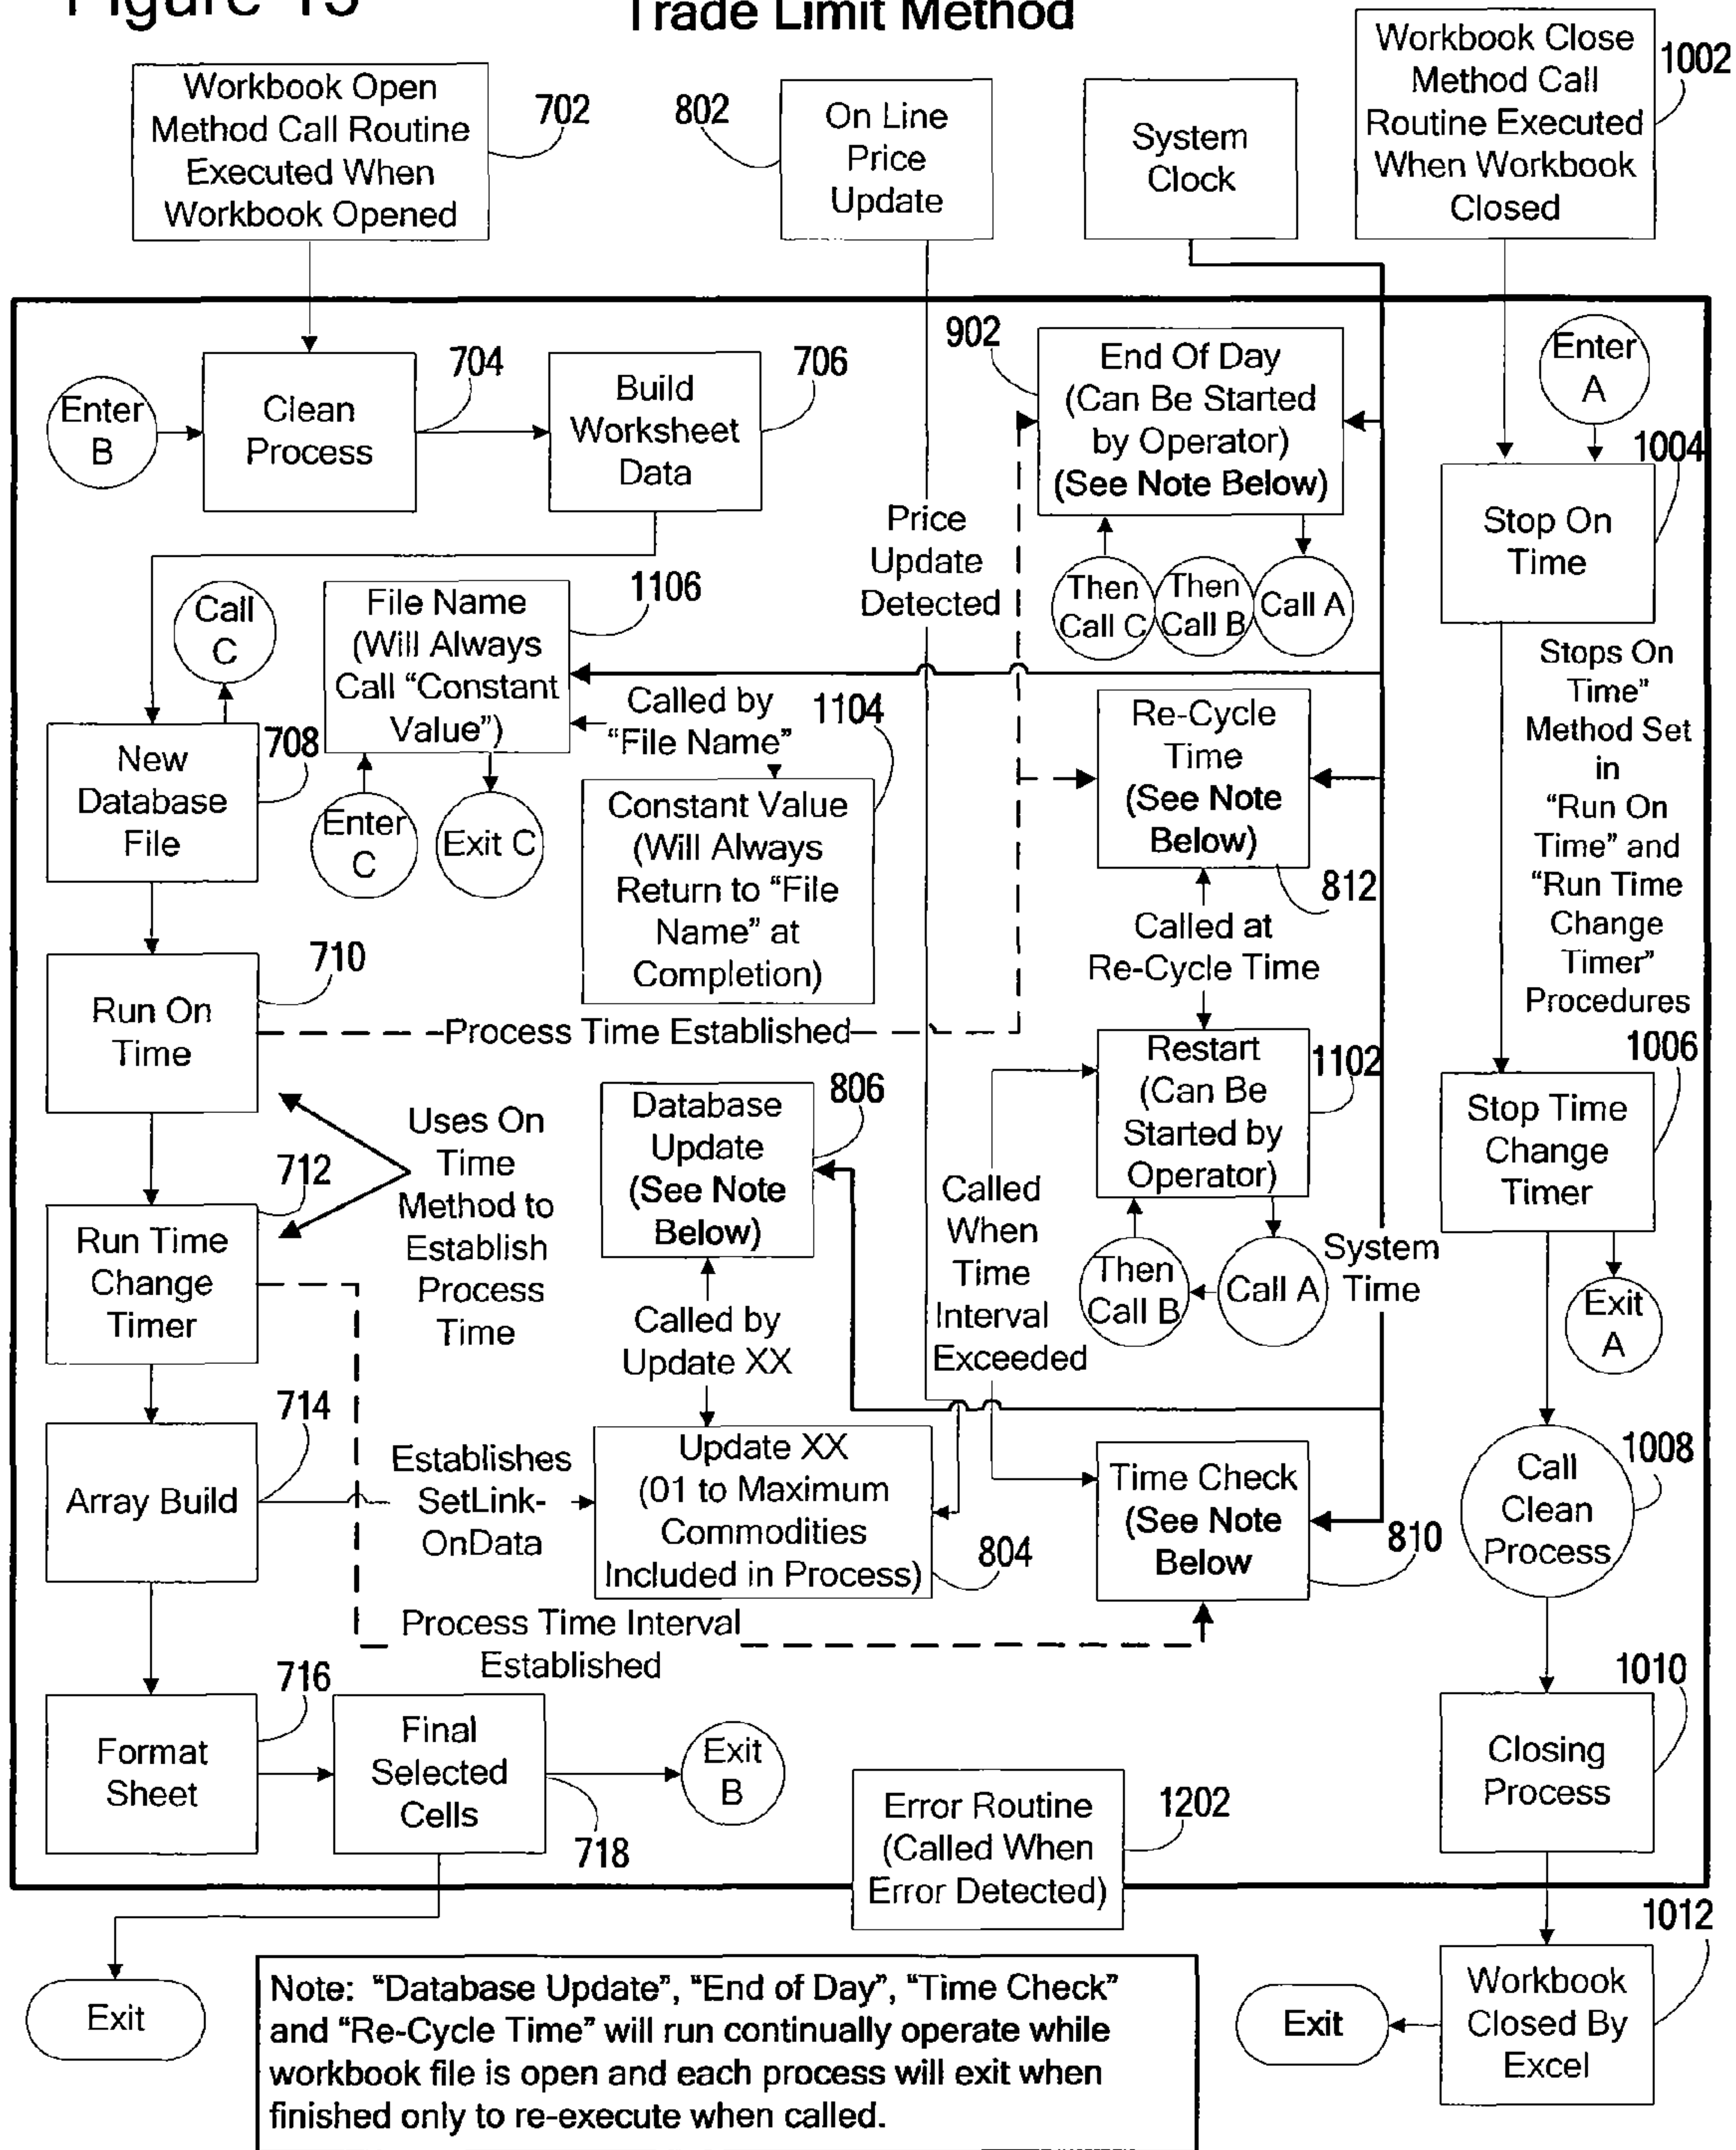 Figure 15
Trade Limit Method
Workbook Open
Method Call Routine
Executed When
Workbook Opened
702
802
On Line
Price
Update
System
Clock
Workbook Close
Method Call
Routine Executed
When Workbook
Closed
1002
Enter
B
Clean
Process
704
Build
Worksheet
Data
706
902
End Of Day
(Can Be Started
by Operator)
(See Note Below)
Enter
A
1004
Stop On
Time
Price
Update
Detected
Then
Call C
Then
Call B
Call A
Call
C
File Name
(Will Always
Call “Constant
Value”)
1106
Called by
“File Name”
1104
Stops On
Time”
Method Set
in
“Run On
Time” and
“Run Time
Change
Timer”
Procedures
New
Database
File
708
Enter
C
Exit C
Constant Value
(Will Always
Return to “File
Name” at
Completion)
Re-Cycle
Time
(See Note
Below)
812
Called at
Re-Cycle Time
Run On
Time
710
Process Time Established
Restart
(Can Be
Started by
Operator)
1102
1006
Stop Time
Change
Timer
Uses On
Time
Method to
Establish
Process
Time
Database
Update
(See Note
Below)
806
Called
When
Time
Interval
Exceeded
Run Time
Change
Timer
712
Then
Call B
Call A
System
Time
Exit
A
Called by
Update XX
Array Build
714
Establishes
SetLink-
OnData
Update XX
(01 to Maximum
Commodities
Included in Process)
804
Time Check
(See Note
Below
810
Call
Clean
Process
1008
Process Time Interval
Established
Format
Sheet
716
Final
Selected
Cells
718
Exit
B
Error Routine
(Called When
Error Detected)
1202
Closing
Process
1010
Exit
Note: “Database Update”, “End of Day”, “Time Check”
and “Re-Cycle Time” will run continually operate while
workbook file is open and each process will exit when
finished only to re-execute when called.
Exit
Workbook
Closed By
Excel
1012